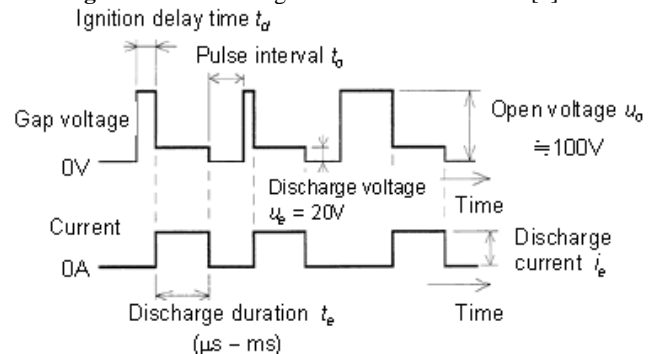 Ignition delay time t_d
Pulse interval t_o
Gap voltage
Open voltage u_o
≒100V
0V
Discharge voltage
u_e = 20V
Time
Current
Discharge
current i_e
0A
Discharge duration t_e
(μs – ms)
Time